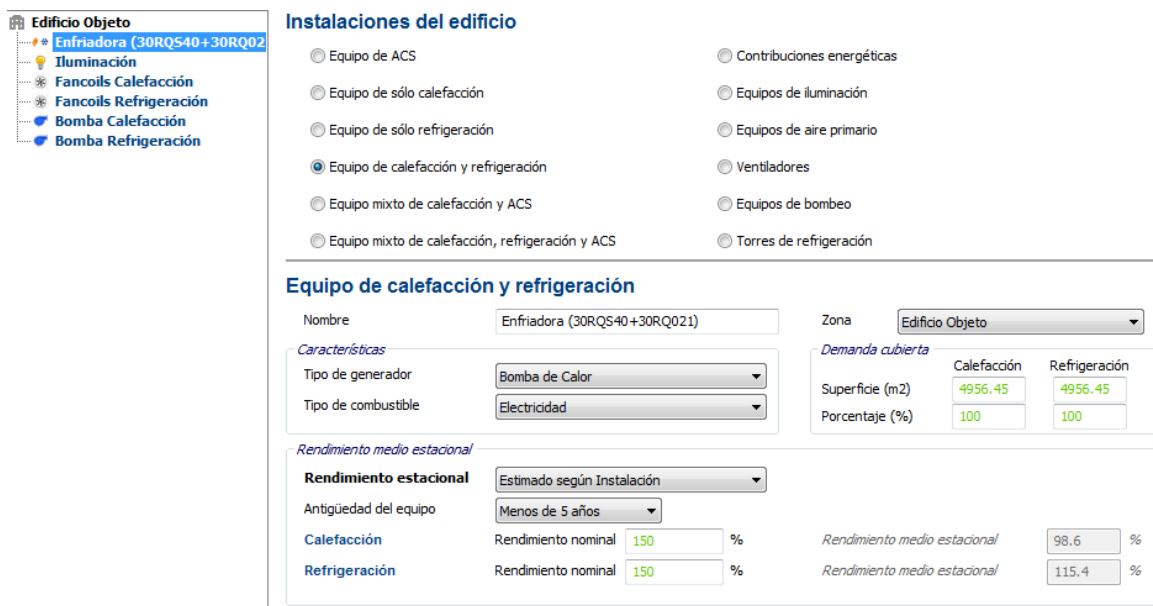 Edificio Objeto
Enfriadora (30RQS40+30RQ02
Iluminación
Fancoils Calefacción
Fancoils Refrigeración
Bomba Calefacción
Bomba Refrigeración
Instalaciones del edificio
Equipo de ACS
Contribuciones energéticas
Equipo de sólo calefacción
Equipos de iluminación
Equipo de sólo refrigeración
Equipos de aire primario
Equipo de calefacción y refrigeración
Ventiladores
Equipo mixto de calefacción y ACS
Equipos de bombeo
Equipo mixto de calefacción, refrigeración y ACS
Torres de refrigeración
Equipo de calefacción y refrigeración
Nombre Enfriadora (30RQS40+30RQ021) Zona Edificio Objeto
Características
Tipo de generador Bomba de Calor
Tipo de combustible Electricidad
Demanda cubierta
Calefacción Refrigeración
Superficie (m2) 4956.45 4956.45
Porcentaje (%) 100 100
Rendimiento medio estacional
Rendimiento estacional Estimado según Instalación
Antigüedad del equipo Menos de 5 años
Calefacción Rendimiento nominal 150 % Rendimiento medio estacional 98.6 %
Refrigeración Rendimiento nominal 150 % Rendimiento medio estacional 115.4 %